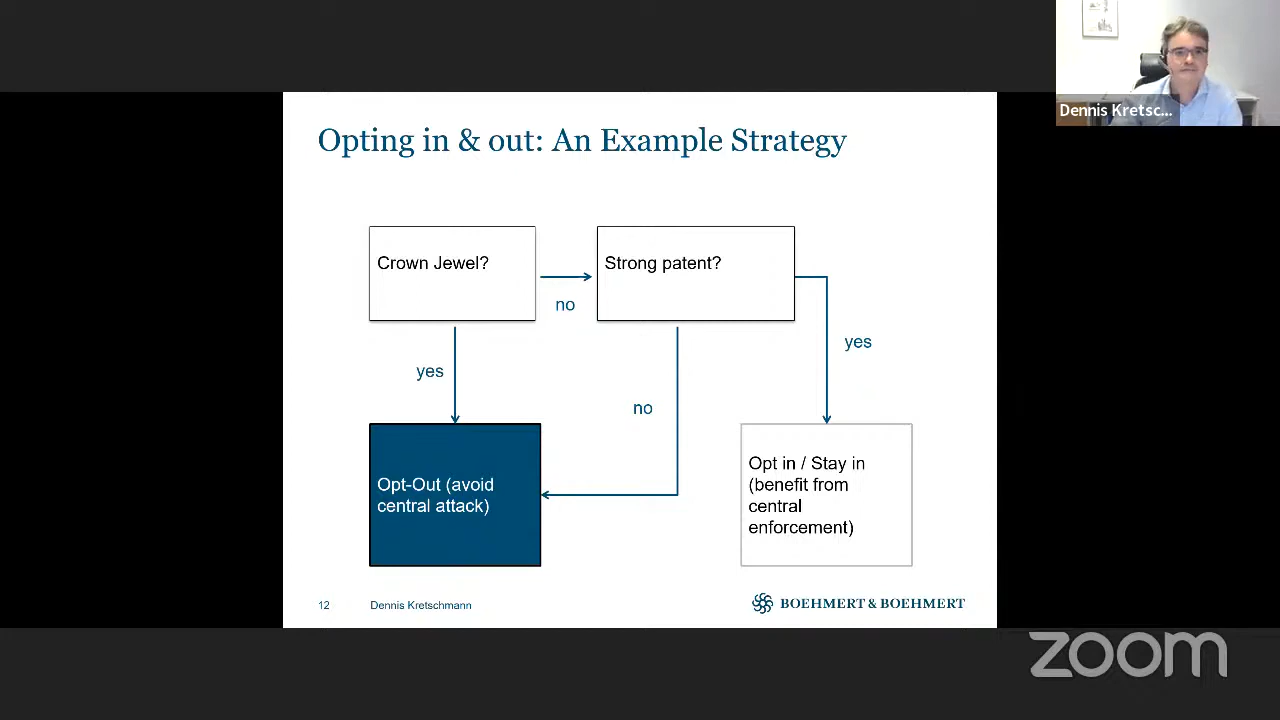 Dennis Kretsc...
Opting in & out: An Example Strategy
Crown Jewel?
Strong patent?
no
yes
yes
no
Opt-Out (avoid
central attack)
Opt in / Stay in
(benefit from
central
enforcement)
12
Dennis Kretschmann
BOEHMERT & BOEHMERT
zoom